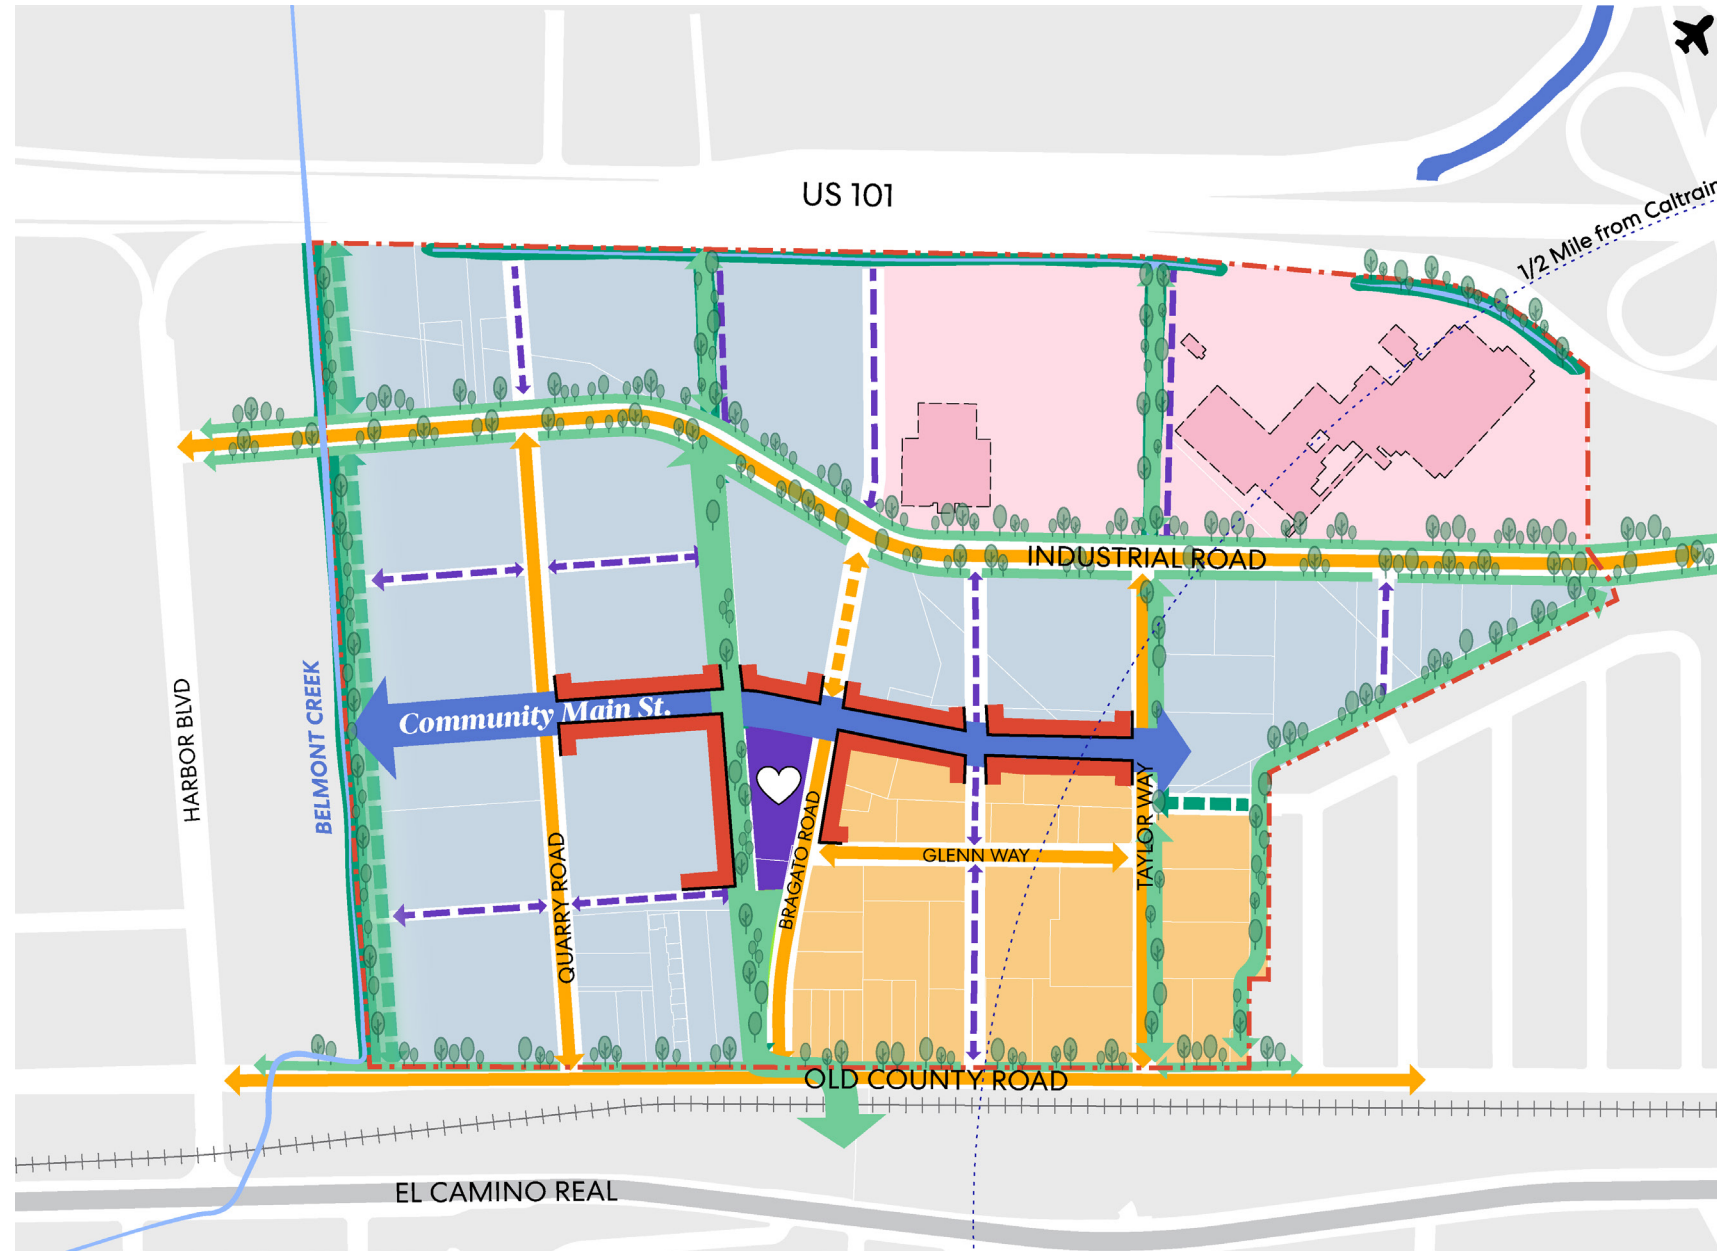 US 101
1/2 Mile from Caltrain
INDUSTRIAL ROAD
HARBOR BLVD
BELMONT CREEK
Community Main St.
QUARRY ROAD
BRAGATO ROAD
GLENN WAY
TAYLOR WAY
OLD COUNTY ROAD
EL CAMINO REAL